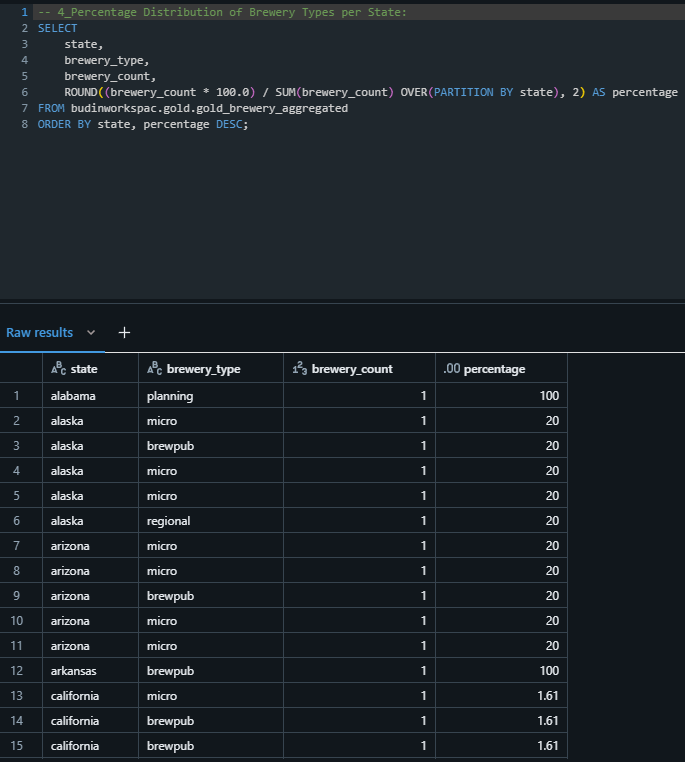 1 -- 4_Percentage Distribution of Brewery Types per State:
2 SELECT
3 state,
4 brewery_type,
5 brewery_count,
6 ROUND((brewery_count * 100.0) / SUM(brewery_count) OVER(PARTITION BY state), 2) AS percentage
7 FROM budinworkspac.gold.gold_brewery_aggregated
8 ORDER BY state, percentage DESC;
Raw results +
ABC state ABC brewery_type 123 brewery_count .00 percentage
1 alabama planning 1 100
2 alaska micro 1 20
3 alaska brewpub 1 20
4 alaska micro 1 20
5 alaska micro 1 20
6 alaska regional 1 20
7 arizona micro 1 20
8 arizona micro 1 20
9 arizona brewpub 1 20
10 arizona micro 1 20
11 arizona micro 1 20
12 arkansas brewpub 1 100
13 california micro 1 1.61
14 california brewpub 1 1.61
15 california brewpub 1 1.61